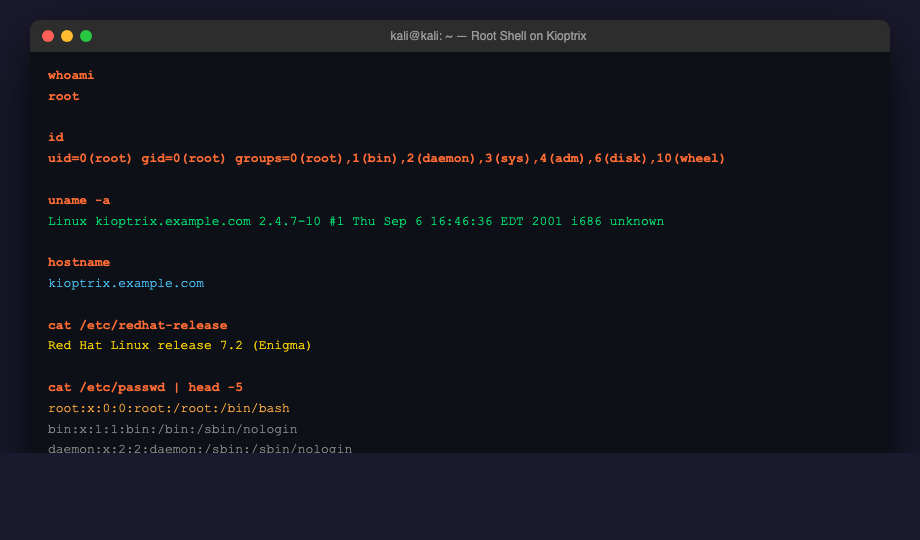 kali@kali: ~ — Root Shell on Kioptrix
whoami
root
id
uid=0(root) gid=0(root) groups=0(root),1(bin),2(daemon),3(sys),4(adm),6(disk),10(wheel)
uname -a
Linux kioptrix.example.com 2.4.7-10 #1 Thu Sep 6 16:46:36 EDT 2001 i686 unknown
hostname
kioptrix.example.com
cat /etc/redhat-release
Red Hat Linux release 7.2 (Enigma)
cat /etc/passwd | head -5
root:x:0:0:root:/root:/bin/bash
bin:x:1:1:bin:/bin:/sbin/nologin
daemon:x:2:2:daemon:/sbin:/sbin/nologin